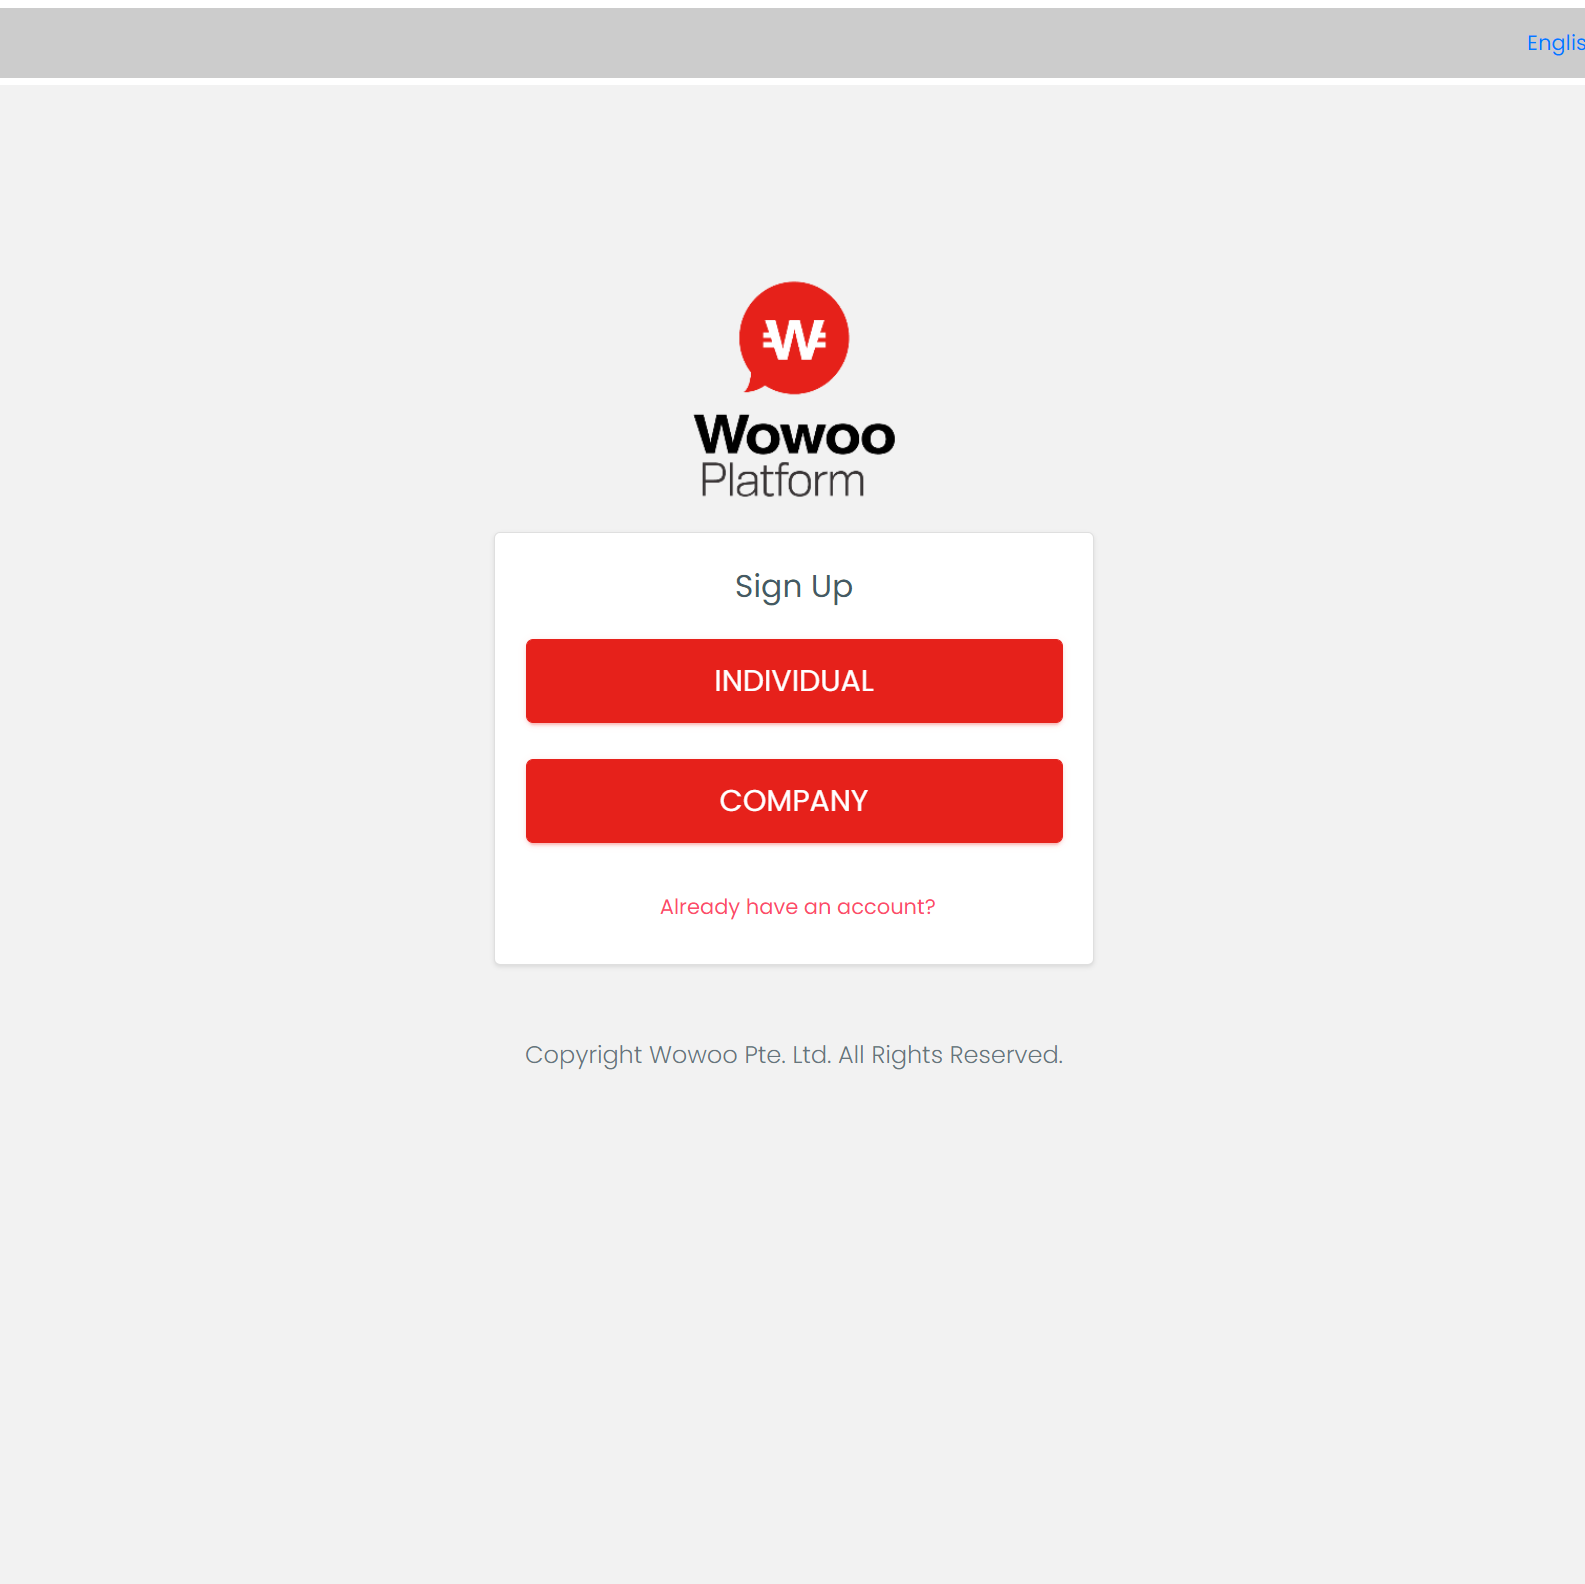 Englis
W
Wowoo
Platform
Sign Up
INDIVIDUAL
COMPANY
Already have an account?
Copyright Wowoo Pte. Ltd. All Rights Reserved.